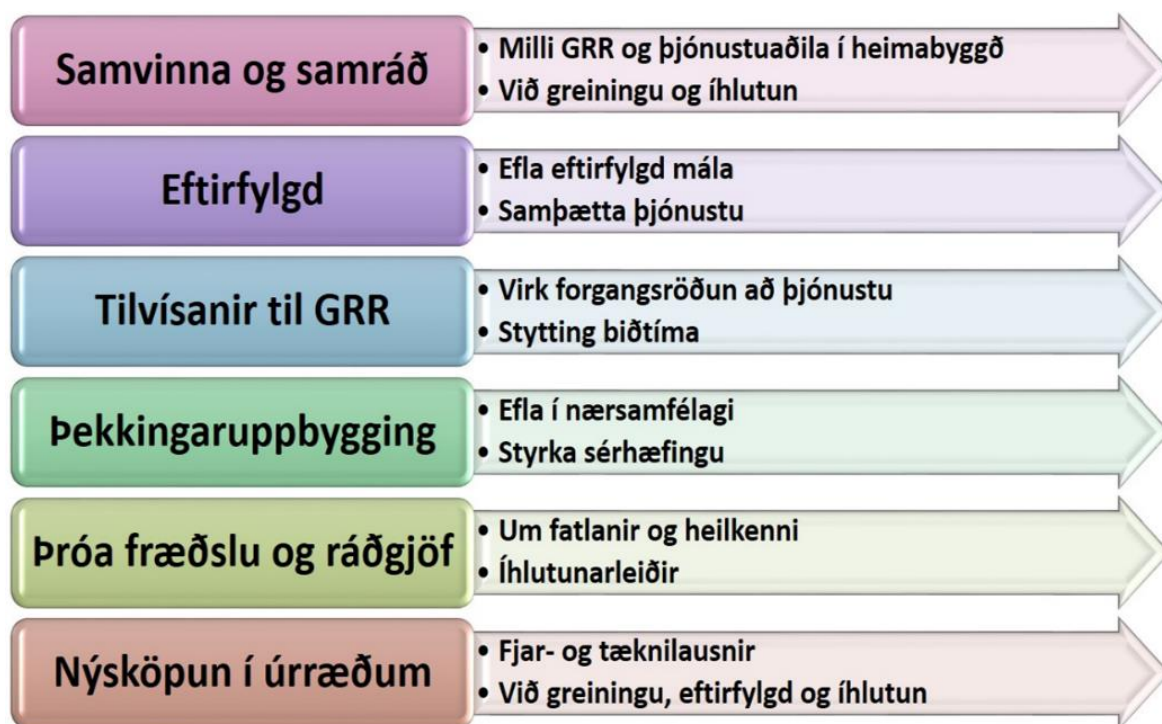 Samvinna og samráð
• Milli GRR og þjónustuaðila í heimabyggð
• Við greiningu og íhlutun
Eftirfylgd
• Efla eftirfylgd mála
• Samþætta þjónustu
Tilvísanir til GRR
• Virk forgangsröðun að þjónustu
• Stytting biðtíma
Þekkingaruppbygging
• Efla í nærsamfélagi
• Styrka sérhæfingu
Þróa fræðslu og ráðgjöf
• Um fatlanir og heilkenni
• Íhlutunarleiðir
Nýsköpun í úrræðum
• Fjar- og tæknilausnir
• Við greiningu, eftirfylgd og íhlutun